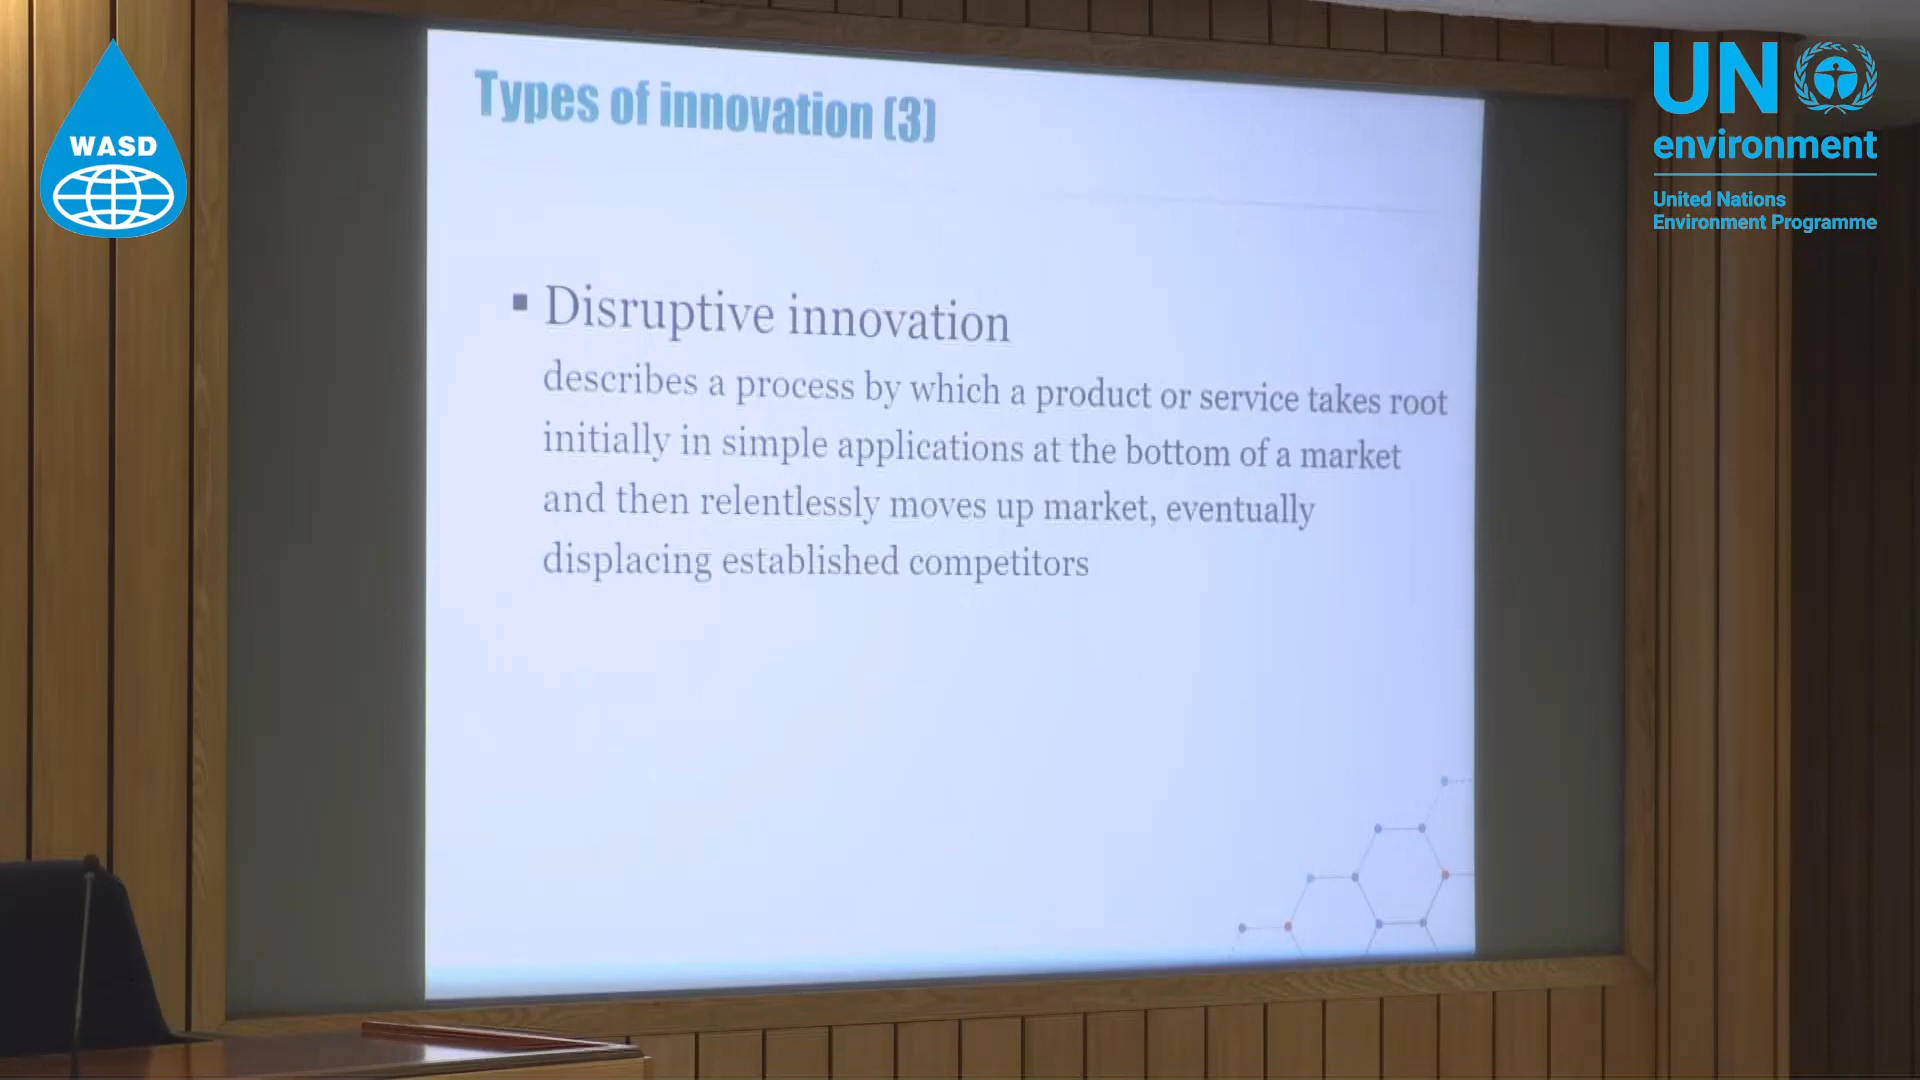 WASD
UN
environment
United Nations
Environment Programme
Types of innovation (3)
▪ Disruptive innovation
describes a process by which a product or service takes root
initially in simple applications at the bottom of a market
and then relentlessly moves up market, eventually
displacing established competitors